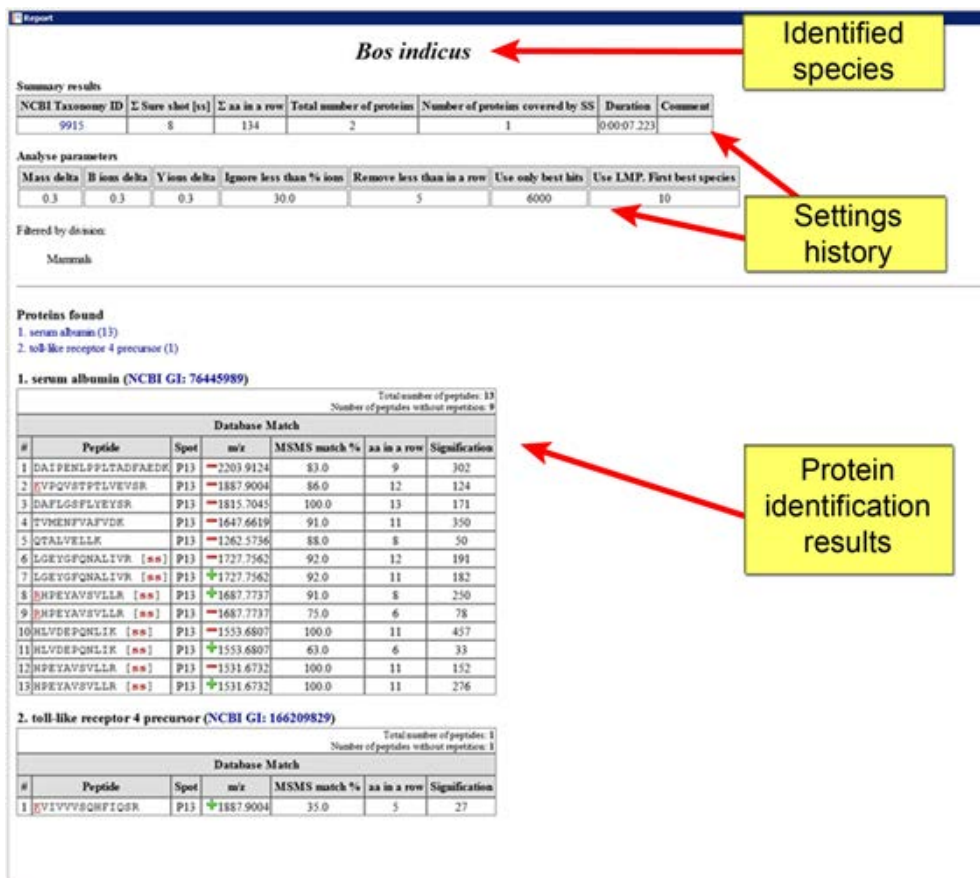 Report
Bos indicus
Identified species
Summary results
NCBI Taxonomy ID Σ Sure shot [ss] Σ aa in a row Total number of proteins Number of proteins covered by SS Duration Comment
9915 8 134 2 1 0:00:07.223
Analyse parameters
Mass delta B ions delta Y ions delta Ignore less than % ions Remove less than in a row Use only best hits Use LMP. First best species
0.3 0.3 0.3 30.0 5 6000 10
Settings history
Filtered by division:
Mammals
Proteins found
1. serum albumin (13)
2. toll-like receptor 4 precursor (1)
1. serum albumin (NCBI GI: 76445989)
Total number of peptides: 13
Number of peptides without repetition: 9
Database Match
# Peptide Spot m/z MSMS match % aa in a row Signification
1 DAIPENLPPLTADFAEDK P13 −2203.9124 83.0 9 302
2 KVPQVSTPTLVEVSR P13 −1887.9004 86.0 12 124
3 DAFLGSFLYEYSR P13 −1815.7045 100.0 13 171
4 TVMENFVAFVDK P13 −1647.6619 91.0 11 350
5 QTALVELLK P13 −1262.5736 88.0 8 50
6 LGEYGFQNALIVR [ss] P13 −1727.7562 92.0 12 191
7 LGEYGFQNALIVR [ss] P13 +1727.7562 92.0 11 182
8 RHPEYAVSVLLR [ss] P13 +1687.7737 91.0 8 250
9 RHPEYAVSVLLR [ss] P13 −1687.7737 75.0 6 78
10 HLVDEPQNLIK [ss] P13 −1553.6807 100.0 11 457
11 HLVDEPQNLIK [ss] P13 +1553.6807 63.0 6 33
12 HPEYAVSVLLR [ss] P13 −1531.6732 100.0 11 152
13 HPEYAVSVLLR [ss] P13 +1531.6732 100.0 11 276
Protein identification results
2. toll-like receptor 4 precursor (NCBI GI: 166209829)
Total number of peptides: 1
Number of peptides without repetition: 1
Database Match
# Peptide Spot m/z MSMS match % aa in a row Signification
1 KVIVVVSQHFIQSR P13 +1887.9004 35.0 5 27